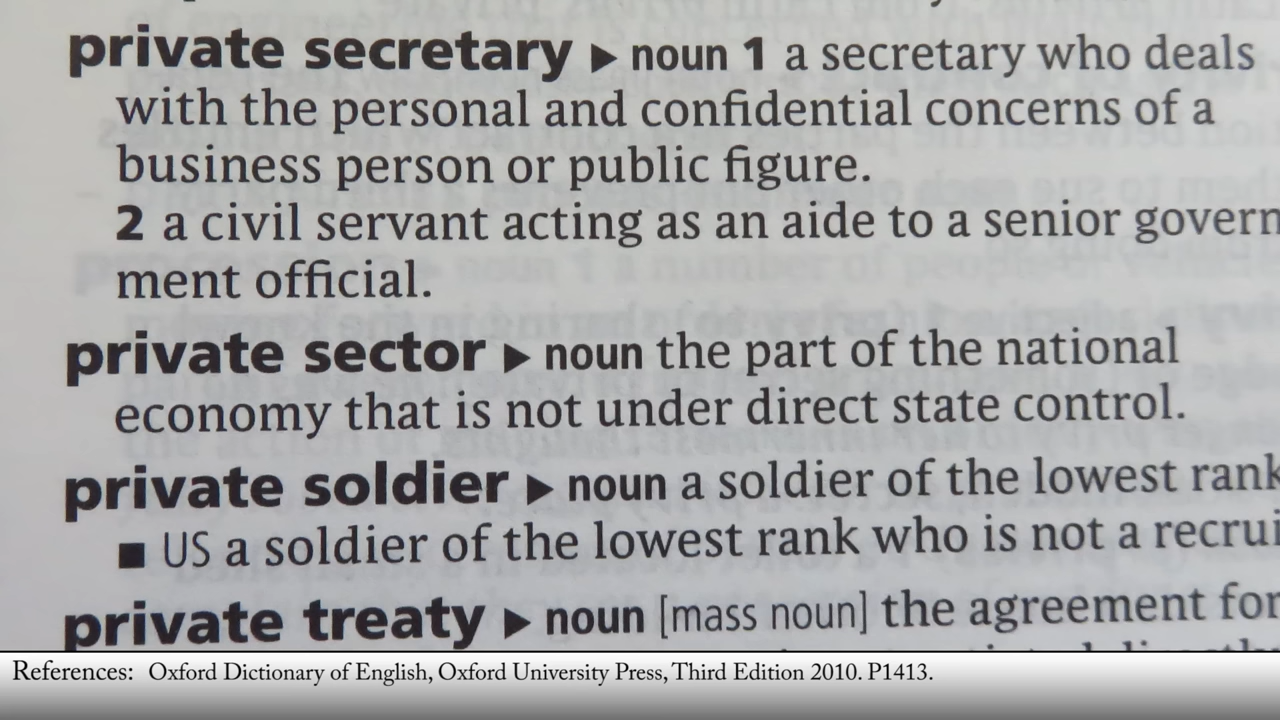 private secretary ▶ noun 1 a secretary who deals
with the personal and confidential concerns of a
business person or public figure.
2 a civil servant acting as an aide to a senior govern
ment official.
private sector ▶ noun the part of the national
economy that is not under direct state control.
private soldier ▶ noun a soldier of the lowest rank
■ US a soldier of the lowest rank who is not a recrui
private treaty ▶ noun [mass noun] the agreement for
References: Oxford Dictionary of English, Oxford University Press, Third Edition 2010. P1413.